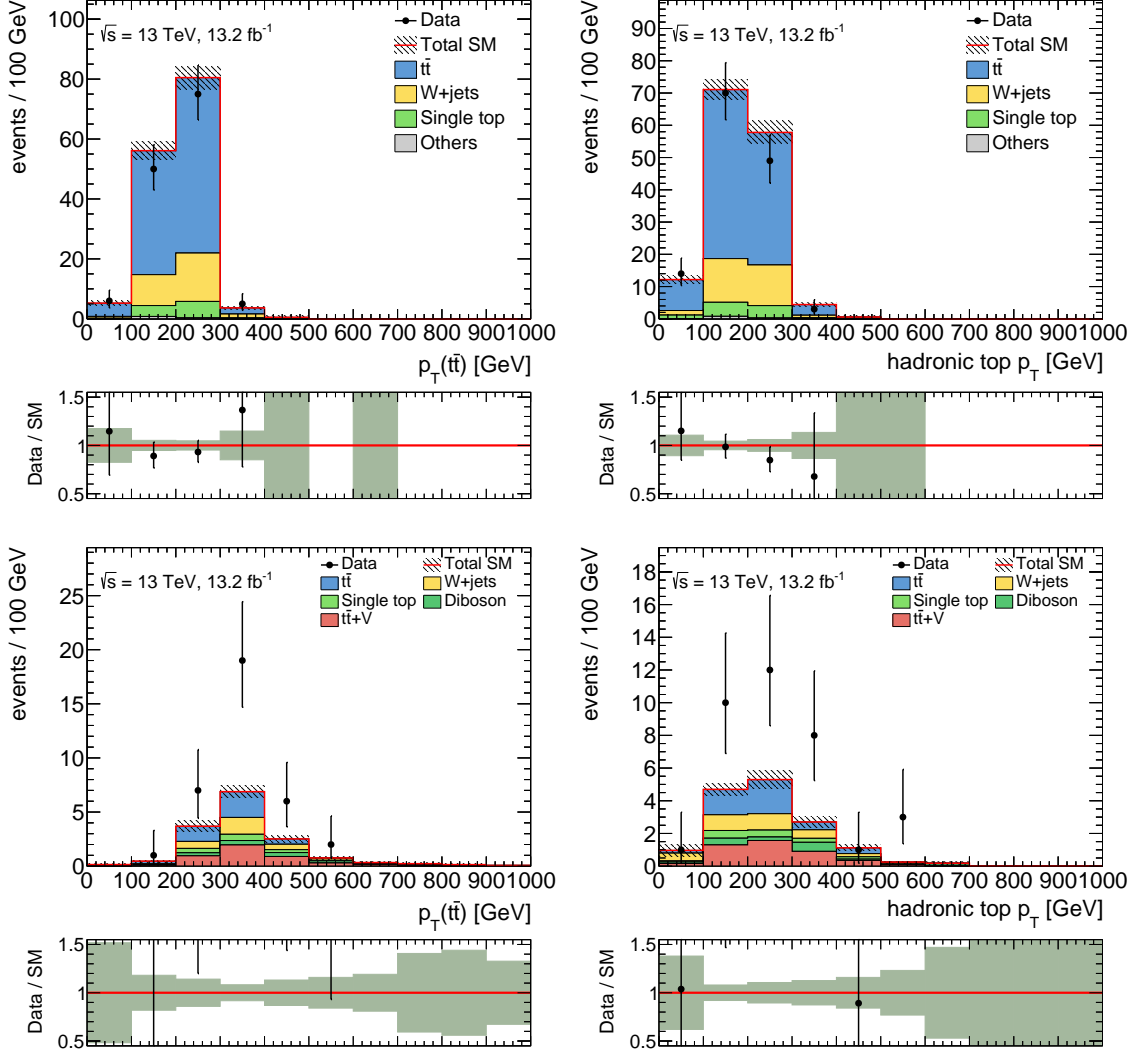 events / 100 GeV
100
80
60
40
20
0
√s = 13 TeV, 13.2 fb-1
Data
Total SM
tt̄
W+jets
Single top
Others
0 100 200 300 400 500 600 700 800 9001000
pT(tt̄) [GeV]
Data / SM
1.5
1
0.5
events / 100 GeV
90
80
70
60
50
40
30
20
10
0
√s = 13 TeV, 13.2 fb-1
Data
Total SM
tt̄
W+jets
Single top
Others
0 100 200 300 400 500 600 700 800 9001000
hadronic top pT [GeV]
Data / SM
1.5
1
0.5
events / 100 GeV
25
20
15
10
5
0
√s = 13 TeV, 13.2 fb-1
Data Total SM
tt̄ W+jets
Single top Diboson
tt̄+V
0 100 200 300 400 500 600 700 800 9001000
pT(tt̄) [GeV]
Data / SM
1.5
1
0.5
events / 100 GeV
18
16
14
12
10
8
6
4
2
0
√s = 13 TeV, 13.2 fb-1
Data Total SM
tt̄ W+jets
Single top Diboson
tt̄+V
0 100 200 300 400 500 600 700 800 9001000
hadronic top pT [GeV]
Data / SM
1.5
1
0.5